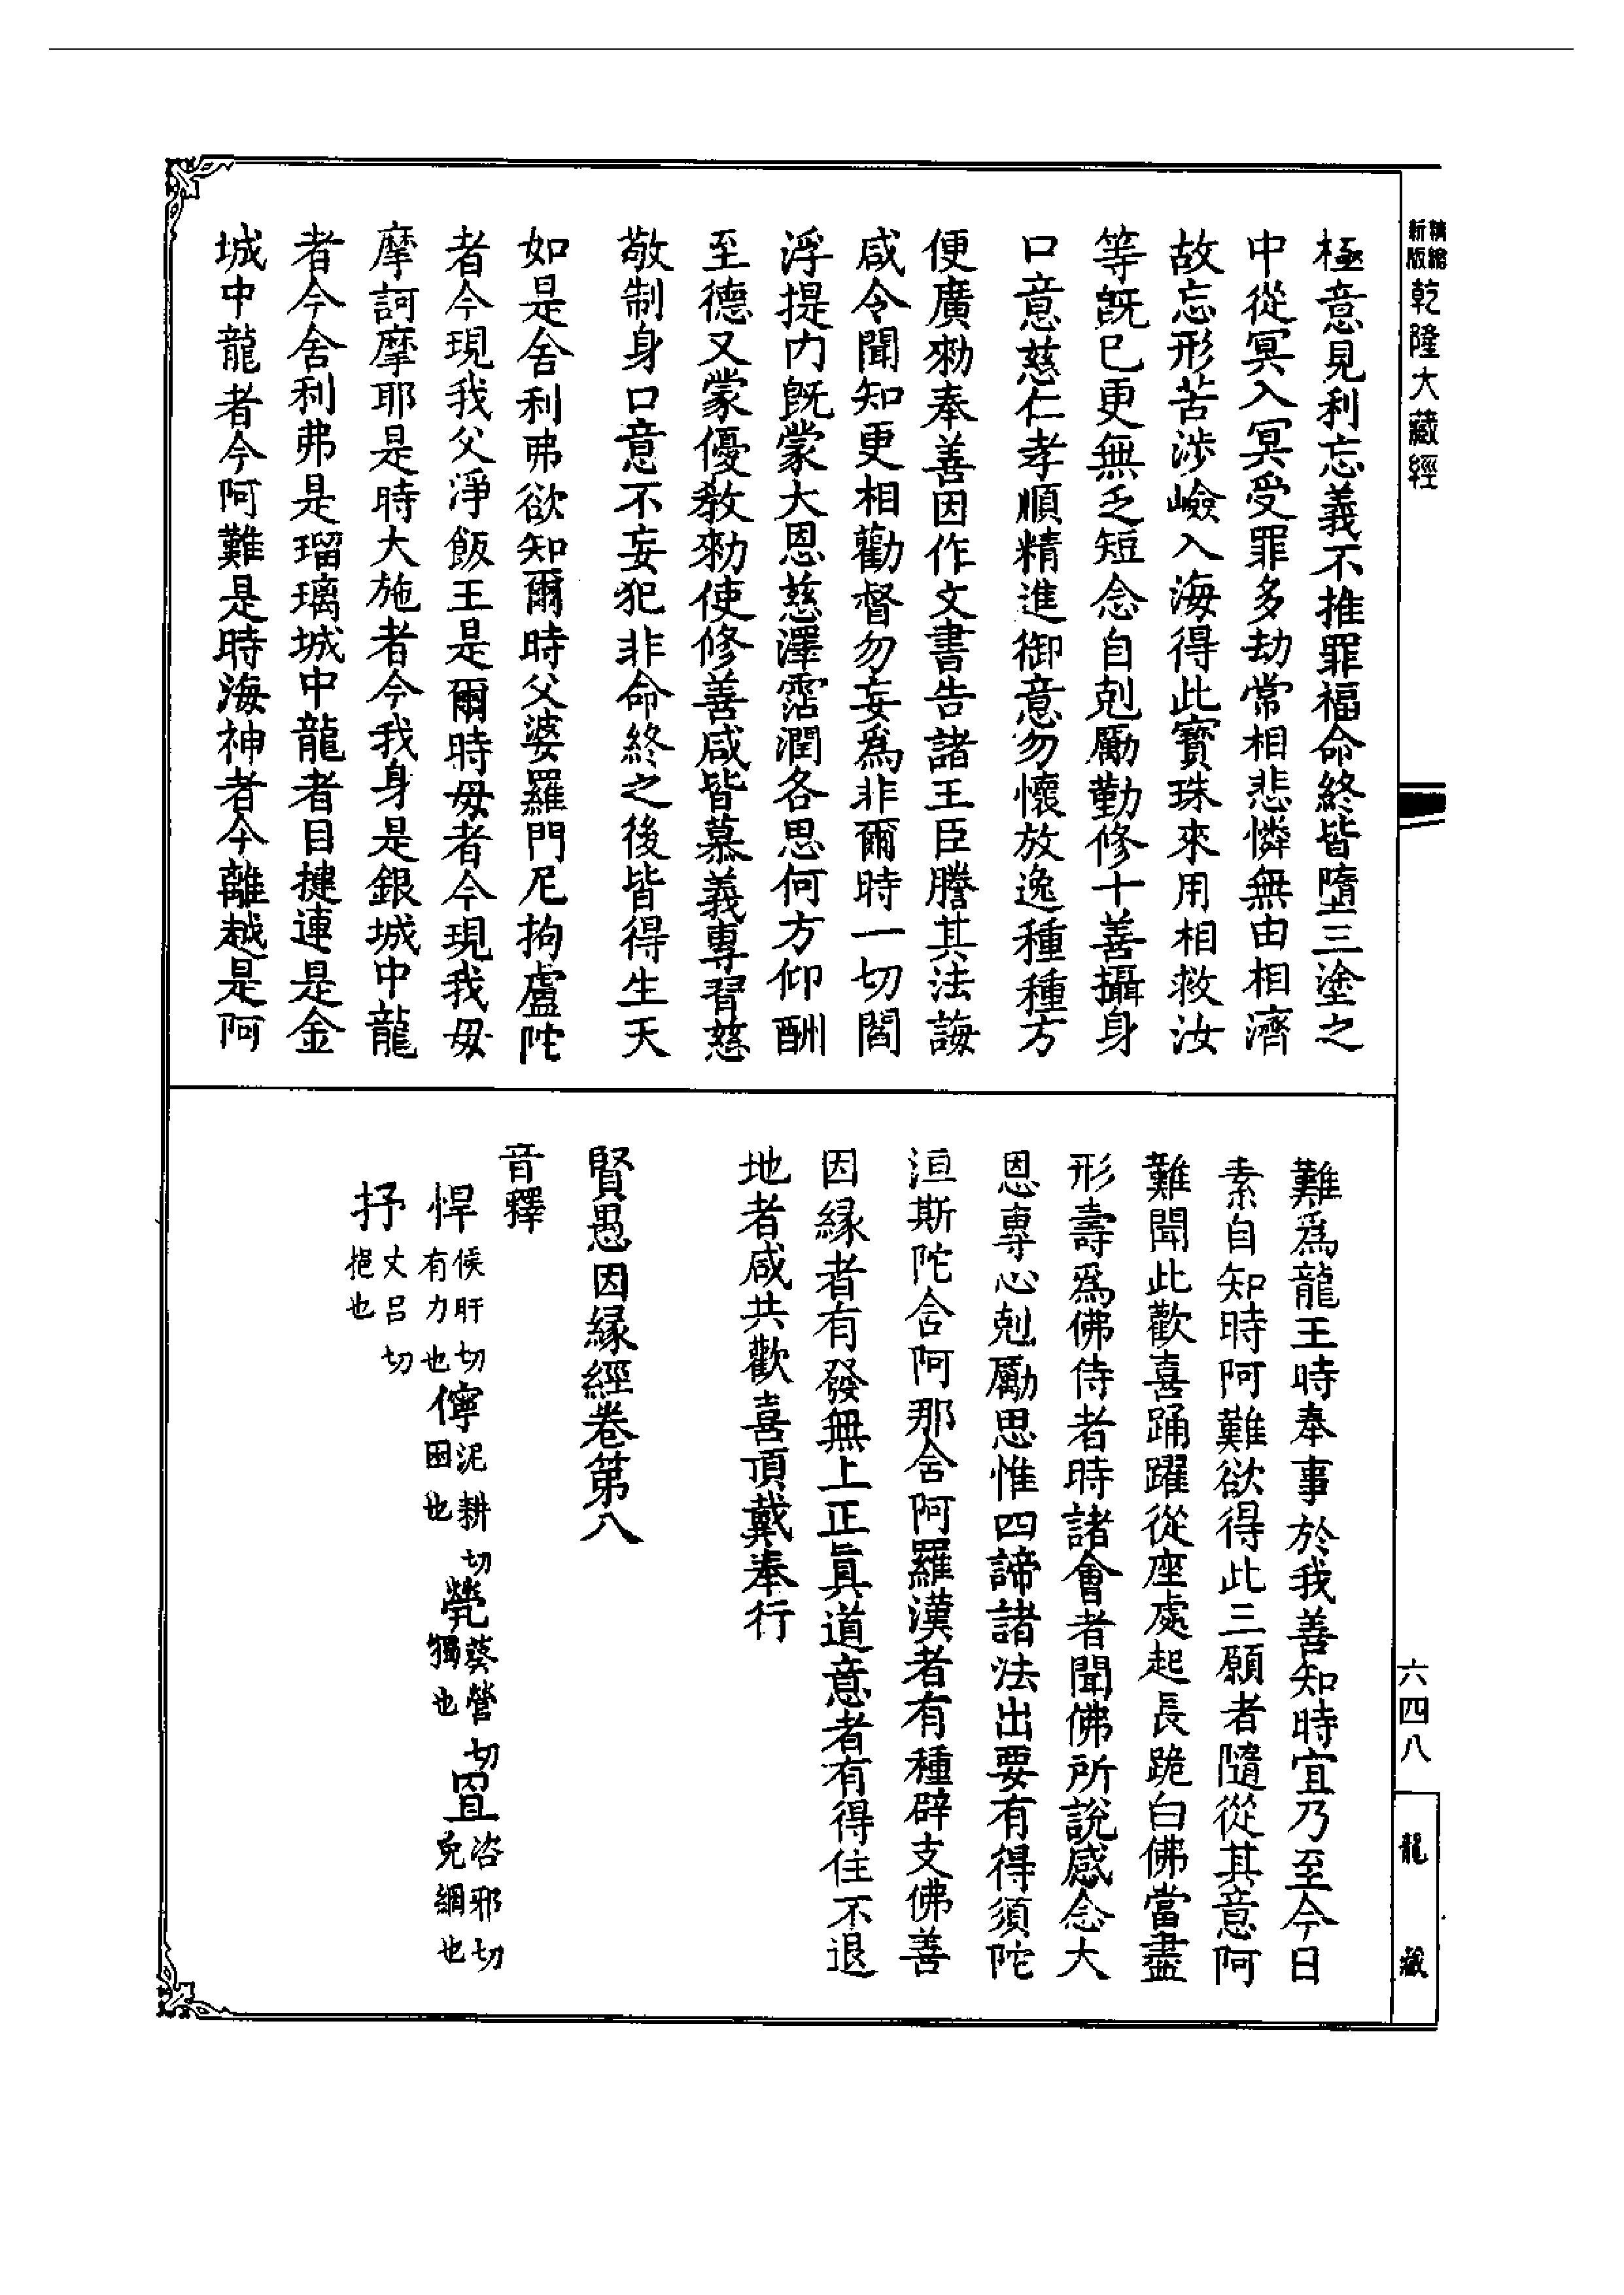 新版精縮
乾隆大藏經
極意見利忘義不推罪福命終皆墮三塗之
中從冥入冥受罪多劫常相悲憐無由相濟
故忘形苦涉嶮入海得此寶珠來用相救汝
等旣已更無乏短念自剋勵勤修十善攝身
口意慈仁孝順精進御意勿懷放逸種種方
便廣勑奉善因作文書告諸王臣謄其法誨
咸令聞知更相勸督勿妄爲非爾時一切閻
浮提內旣蒙大恩慈澤霑潤各思何方仰酬
至德又蒙優教勑使修善咸皆慕義專習慈
敬制身口意不妄犯非命終之後皆得生天
如是舍利弗欲知爾時父婆羅門尼拘盧陀
者今現我父淨飯王是爾時母者今現我母
摩訶摩耶是時大施者今我身是銀城中龍
者今舍利弗是瑠璃城中龍者目揵連是金
城中龍者今阿難是時海神者今離越是阿
難爲龍王時奉事於我善知時宜乃至今日
素自知時阿難欲得此三願者隨從其意阿
難聞此歡喜踊躍從座處起長跪白佛當盡
形壽爲佛侍者時諸會者聞佛所說感念大
恩專心剋勵思惟四諦諸法出要有得須陀
洹斯陀含阿那含阿羅漢者有種辟支佛善
因緣者有發無上正眞道意者有得住不退
地者咸共歡喜頂戴奉行
賢愚因緣經卷第八
音釋
悍候旰切有力也儜泥耕切困也煢葵營切獨也罝咨邪切兔網也
抒丈呂切挹也
六四八
龍藏